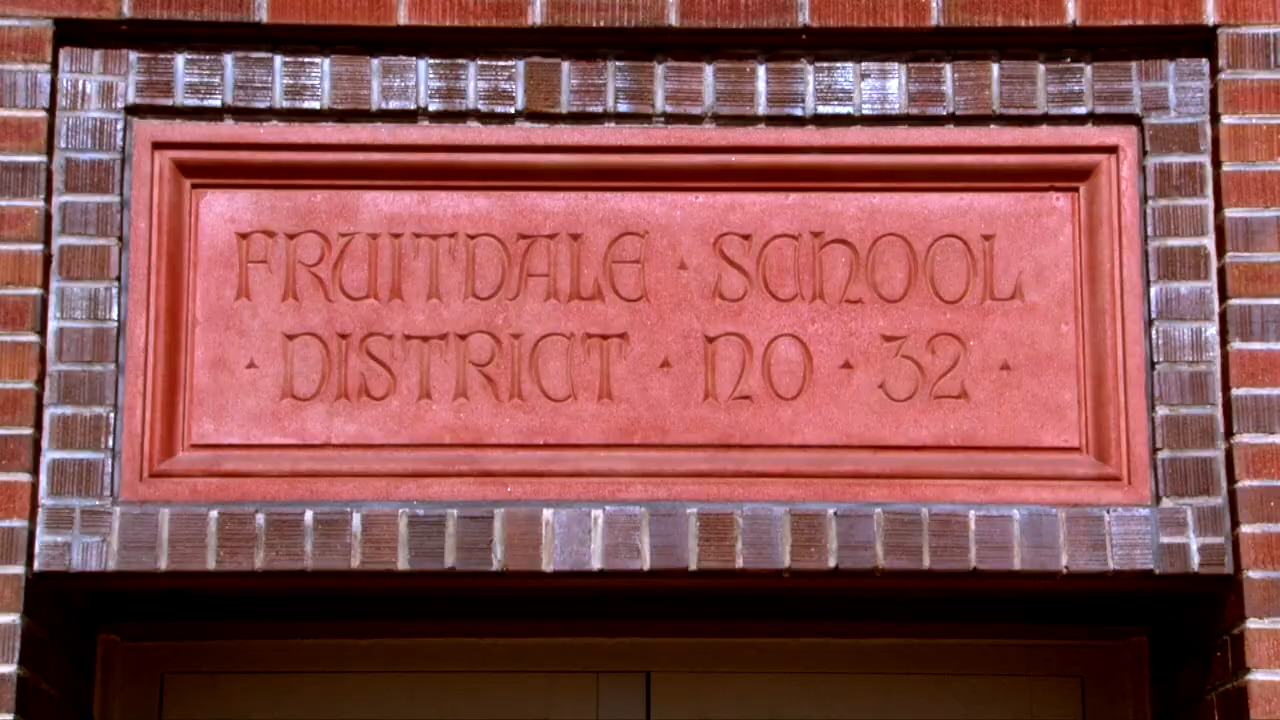 FRUITDALE · SCHOOL
· DISTRICT · NO · 32 ·